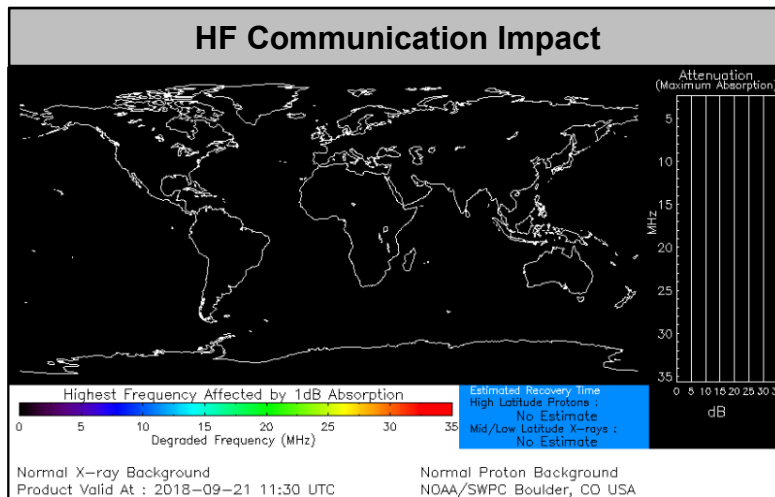 HF Communication Impact
Attenuation
(Maximum Absorption)
5
10
15
20
25
30
35
MHz
0 5 10 15 20 25 30
dB
Highest Frequency Affected by 1dB Absorption
0 5 10 15 20 25 30 35
Degraded Frequency (MHz)
Estimated Recovery Time
High Latitude Protons :
No Estimate
Mid/Low Latitude X-rays :
No Estimate
Normal X-ray Background
Normal Proton Background
Product Valid At : 2018-09-21 11:30 UTC
NOAA/SWPC Boulder, CO USA